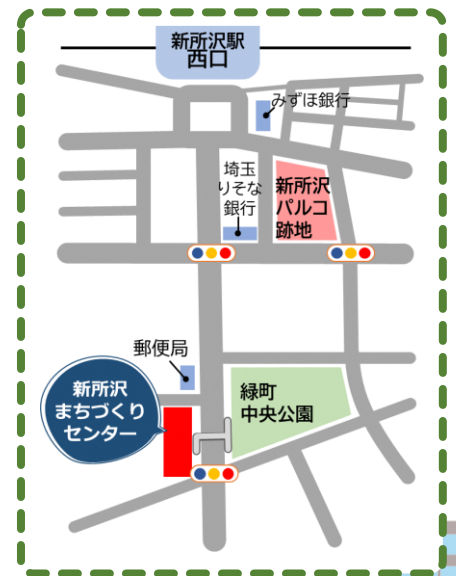 新所沢駅
西口
みずほ銀行
埼玉
りそな
銀行
新所沢
パルコ
跡地
郵便局
新所沢
まちづくり
センター
緑町
中央公園